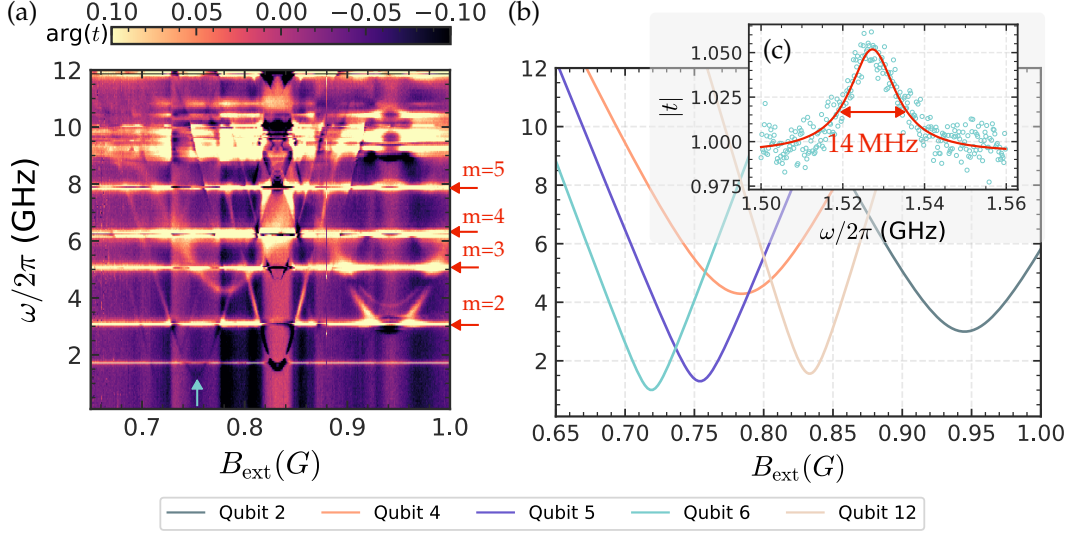 (a)
arg(t)
0.10 0.05 0.00 −0.05 −0.10
12
10
8
6
4
2
ω/2π (GHz)
0.7 0.8 0.9 1.0
B_ext(G)
m=5
m=4
m=3
m=2
(b)
12
10
8
6
4
2
0.65 0.70 0.75 0.80 0.85 0.90 0.95 1.00
B_ext(G)
(c)
|t|
1.050
1.025
1.000
0.975
14 MHz
1.50 1.52 1.54 1.56
ω/2π (GHz)
Qubit 2 Qubit 4 Qubit 5 Qubit 6 Qubit 12